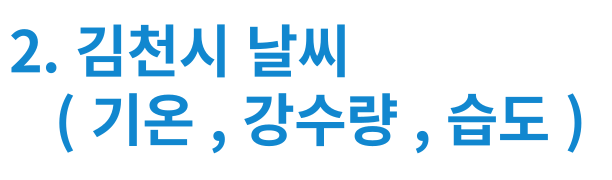 2. 김천시 날씨
( 기온 , 강수량 , 습도 )